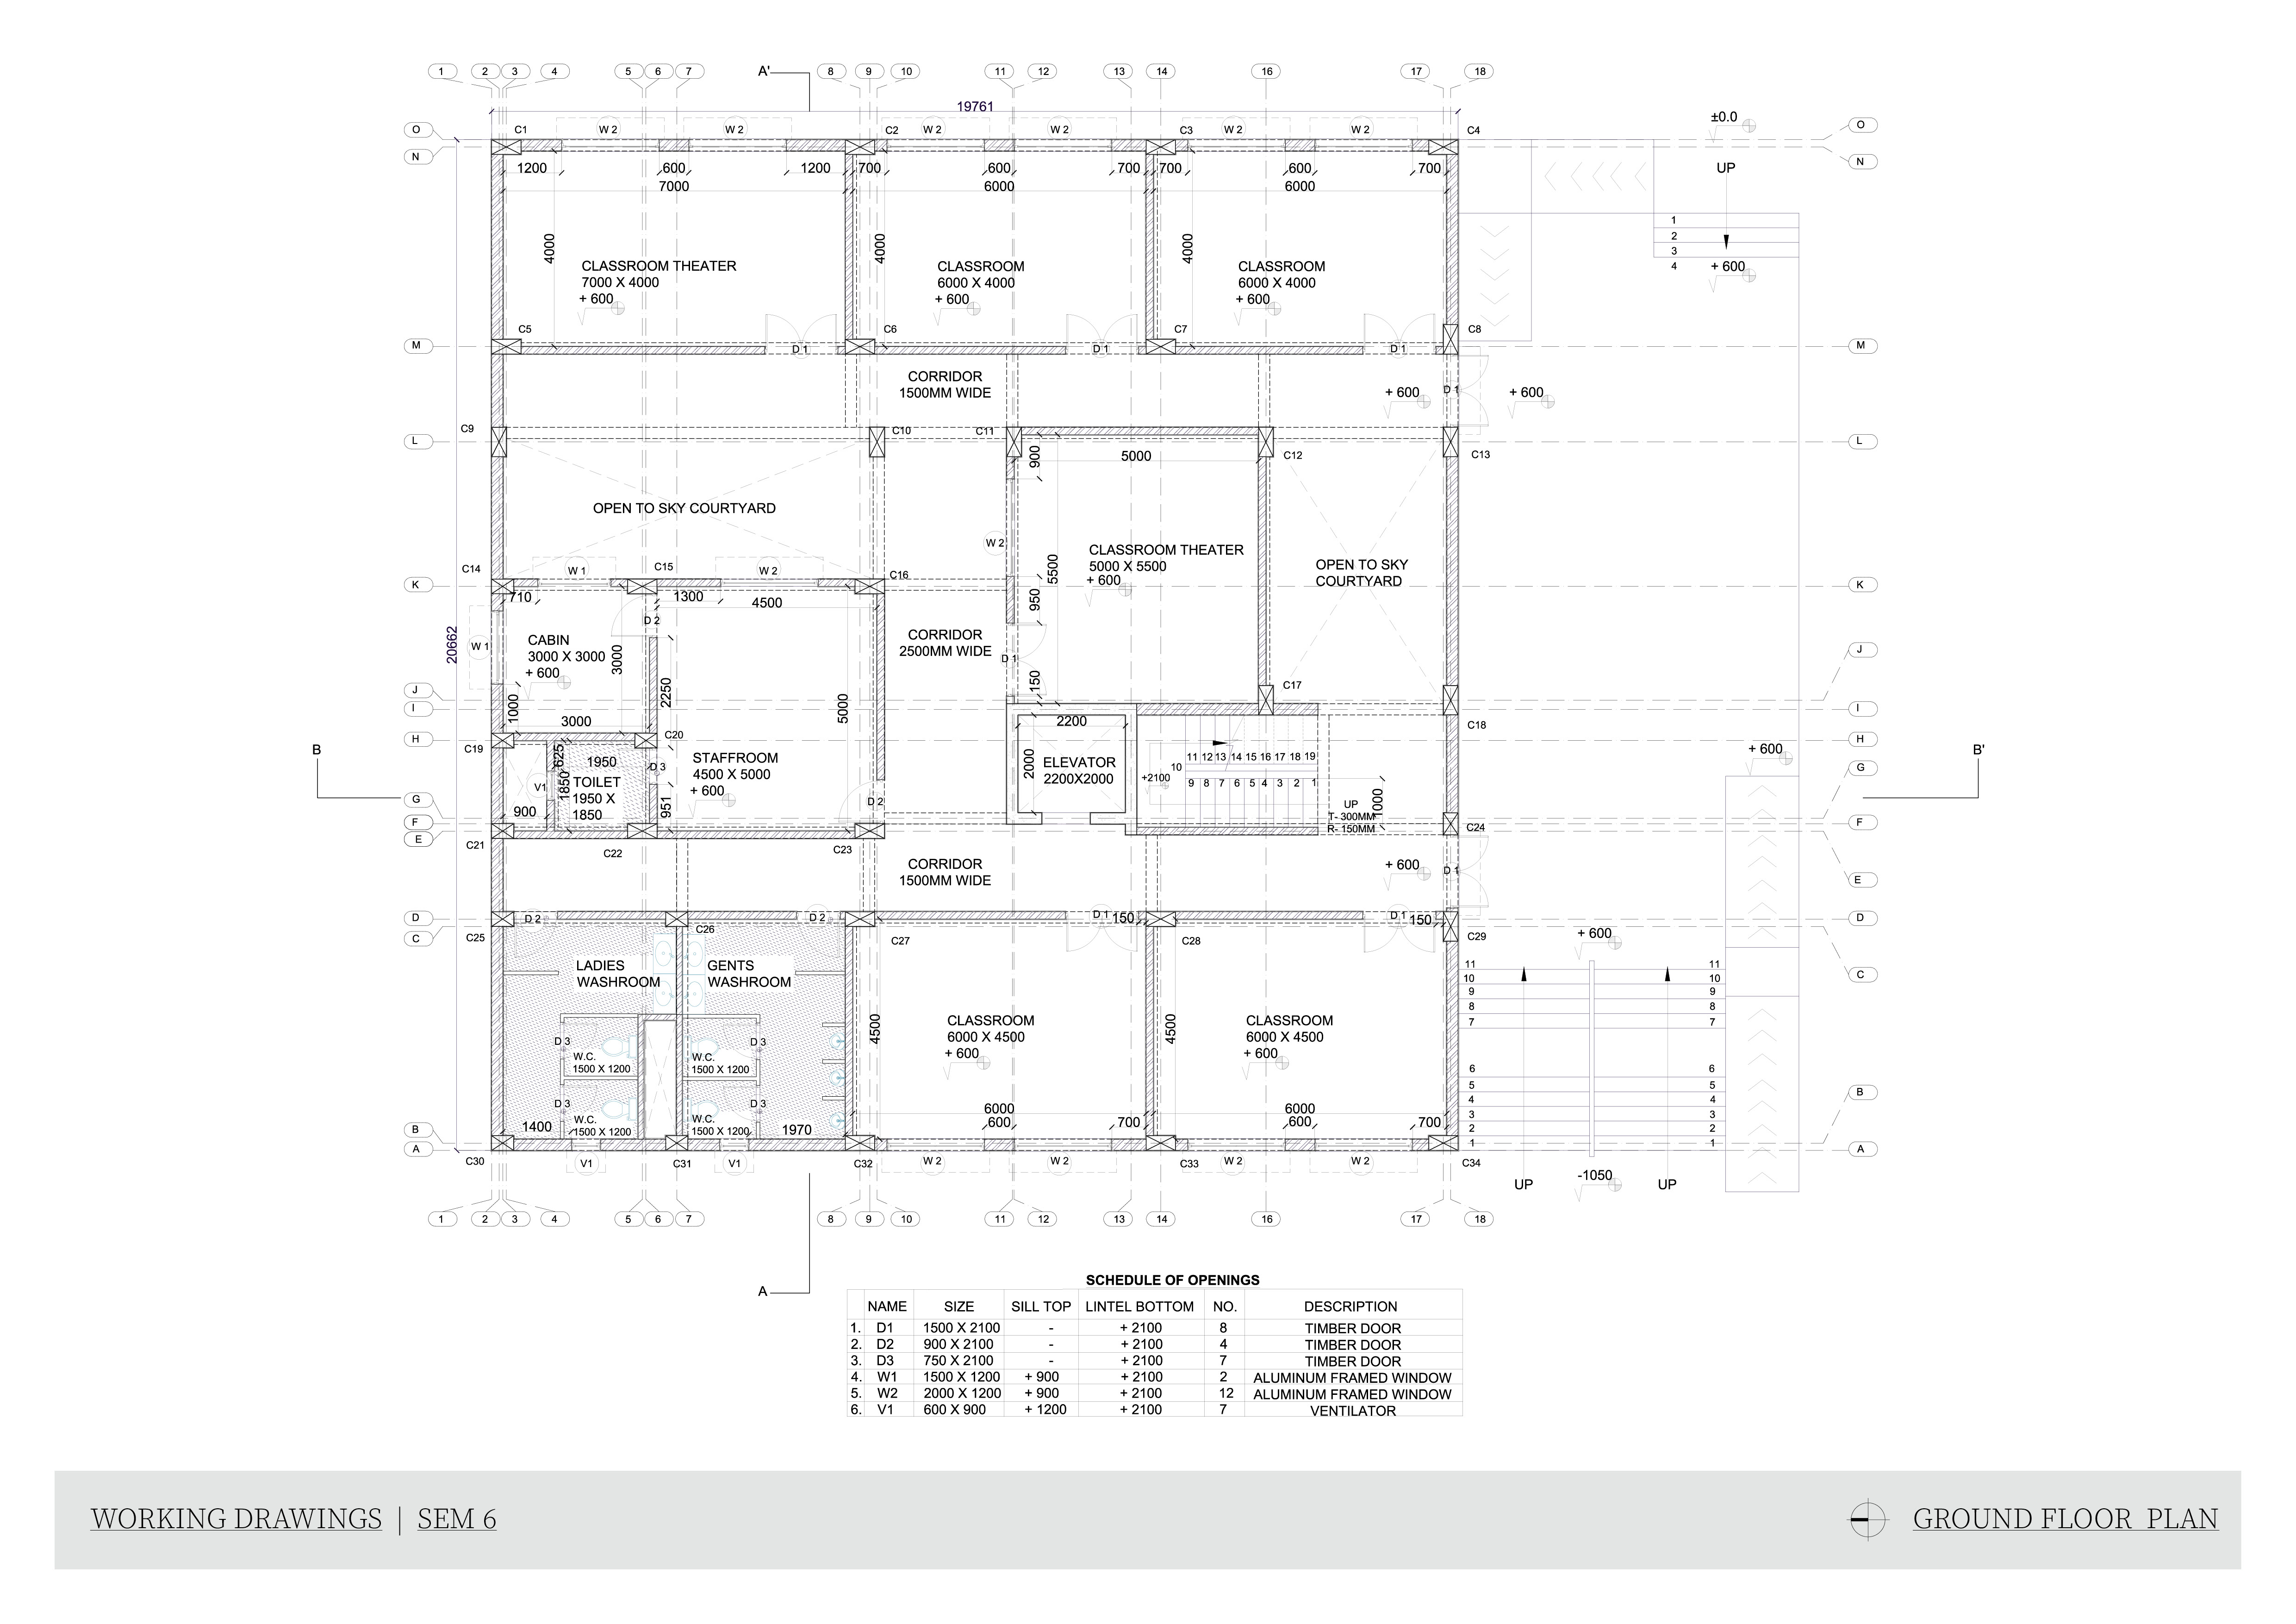 1 2 3 4 5 6 7 A' 8 9 10 11 12 13 14 16 17 18
19761
±0.0
O C1 W 2 W 2 C2 W 2 W 2 C3 W 2 W 2 C4 O
N N
1200 600 1200 700 600 700 700 600 700 UP
7000 6000 6000
1
2
3
4 + 600
4000 4000 4000
CLASSROOM THEATER
7000 X 4000
+ 600
CLASSROOM
6000 X 4000
+ 600
CLASSROOM
6000 X 4000
+ 600
C5 C6 C7 C8
M D 1 D 1 D 1 M
CORRIDOR
1500MM WIDE
+ 600 D 1 + 600
C9 C10 C11
L L
900 5000 C12 C13
OPEN TO SKY COURTYARD
W 2
CLASSROOM THEATER
5000 X 5500
+ 600
5500
OPEN TO SKY
COURTYARD
C14 W 1 C15 W 2 C16
K K
710 1300 4500 950
D 2
20662
W 1
CABIN
3000 X 3000
+ 600
3000
CORRIDOR
2500MM WIDE
D 1
J
J
1000 2250 5000 150 C17
I I
3000 2200 C18
H H
C19 C20
B B'
625 1950 D 3
TOILET
1950 X
1850
1850
V1
900
951
STAFFROOM
4500 X 5000
+ 600
D 2
2000
ELEVATOR
2200X2000
+2100
10
11 12 13 14 15 16 17 18 19
9 8 7 6 5 4 3 2 1
UP
T- 300MM
R- 150MM
1000
+ 600
G G
F F
E E
C21 C22 C23 C24
CORRIDOR
1500MM WIDE
+ 600 D 1
D D 2 D 2 D 1 150 D 1 150 D
C C25 C26 C27 C28 C29 C
+ 600
LADIES
WASHROOM
GENTS
WASHROOM
11 11
10 10
9 9
8 8
7 7
6 6
5 5
4 4
3 3
2 2
1 1
4500 4500
CLASSROOM
6000 X 4500
+ 600
CLASSROOM
6000 X 4500
+ 600
D 3 D 3
W.C.
1500 X 1200
W.C.
1500 X 1200
D 3 D 3
W.C.
1500 X 1200
W.C.
1500 X 1200
6000 6000
1400 1970 600 700 600 700
B B
A A
C30 V1 C31 V1 C32 W 2 W 2 C33 W 2 W 2 C34
UP -1050 UP
1 2 3 4 5 6 7 8 9 10 11 12 13 14 16 17 18
A
SCHEDULE OF OPENINGS
NAME SIZE SILL TOP LINTEL BOTTOM NO. DESCRIPTION
1. D1 1500 X 2100 - + 2100 8 TIMBER DOOR
2. D2 900 X 2100 - + 2100 4 TIMBER DOOR
3. D3 750 X 2100 - + 2100 7 TIMBER DOOR
4. W1 1500 X 1200 + 900 + 2100 2 ALUMINUM FRAMED WINDOW
5. W2 2000 X 1200 + 900 + 2100 12 ALUMINUM FRAMED WINDOW
6. V1 600 X 900 + 1200 + 2100 7 VENTILATOR
WORKING DRAWINGS | SEM 6
GROUND FLOOR PLAN